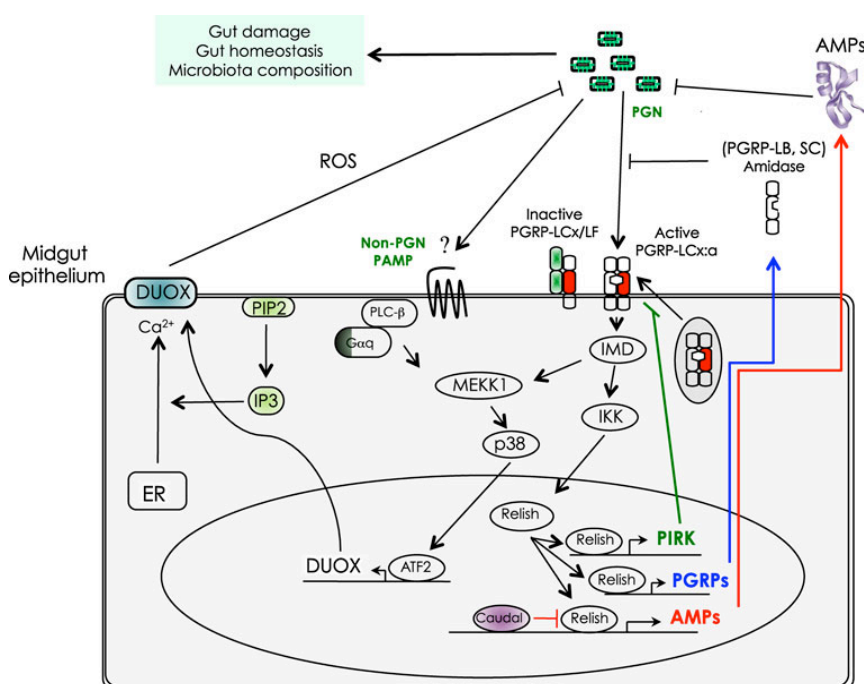 Gut damage
Gut homeostasis
Microbiota composition
AMPs
PGN
ROS
(PGRP-LB, SC)
Amidase
Inactive
PGRP-LCx/LF
Active
PGRP-LCx:a
Non-PGN
PAMP
?
Midgut
epithelium
DUOX
PIP2
PLC-β
Gαq
Ca2+
IMD
MEKK1
IP3
IKK
p38
ER
Relish
Relish
PIRK
DUOX
ATF2
Relish
PGRPs
Caudal
Relish
AMPs